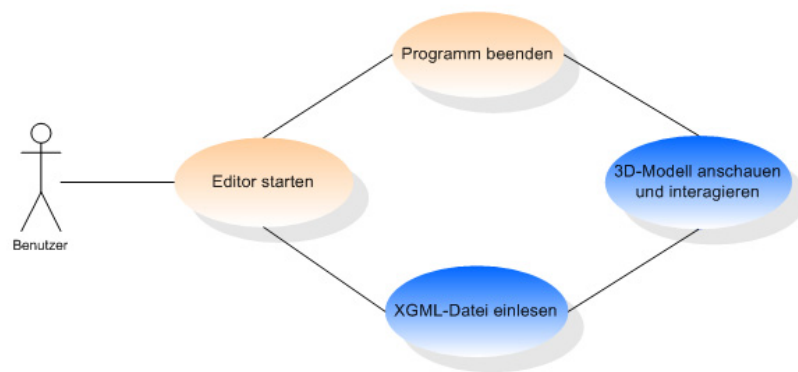 Programm beenden
Editor starten
3D-Modell anschauen
und interagieren
Benutzer
XGML-Datei einlesen